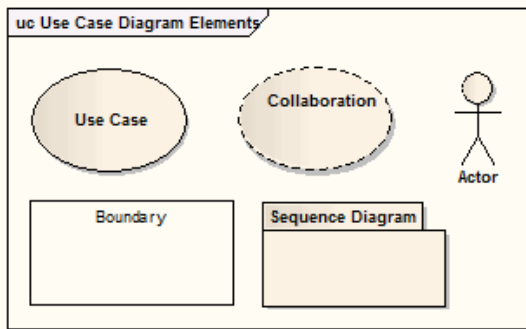 uc Use Case Diagram Elements
Use Case
Collaboration
Actor
Boundary
Sequence Diagram